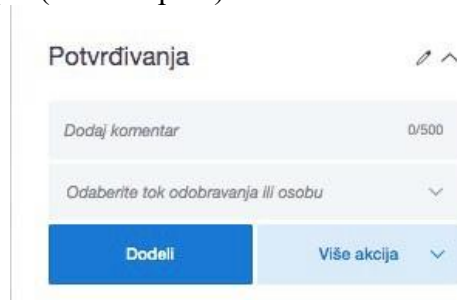 Potvrđivanja
Dodaj komentar 0/500
Odaberite tok odobravanja ili osobu
Dodeli Više akcija